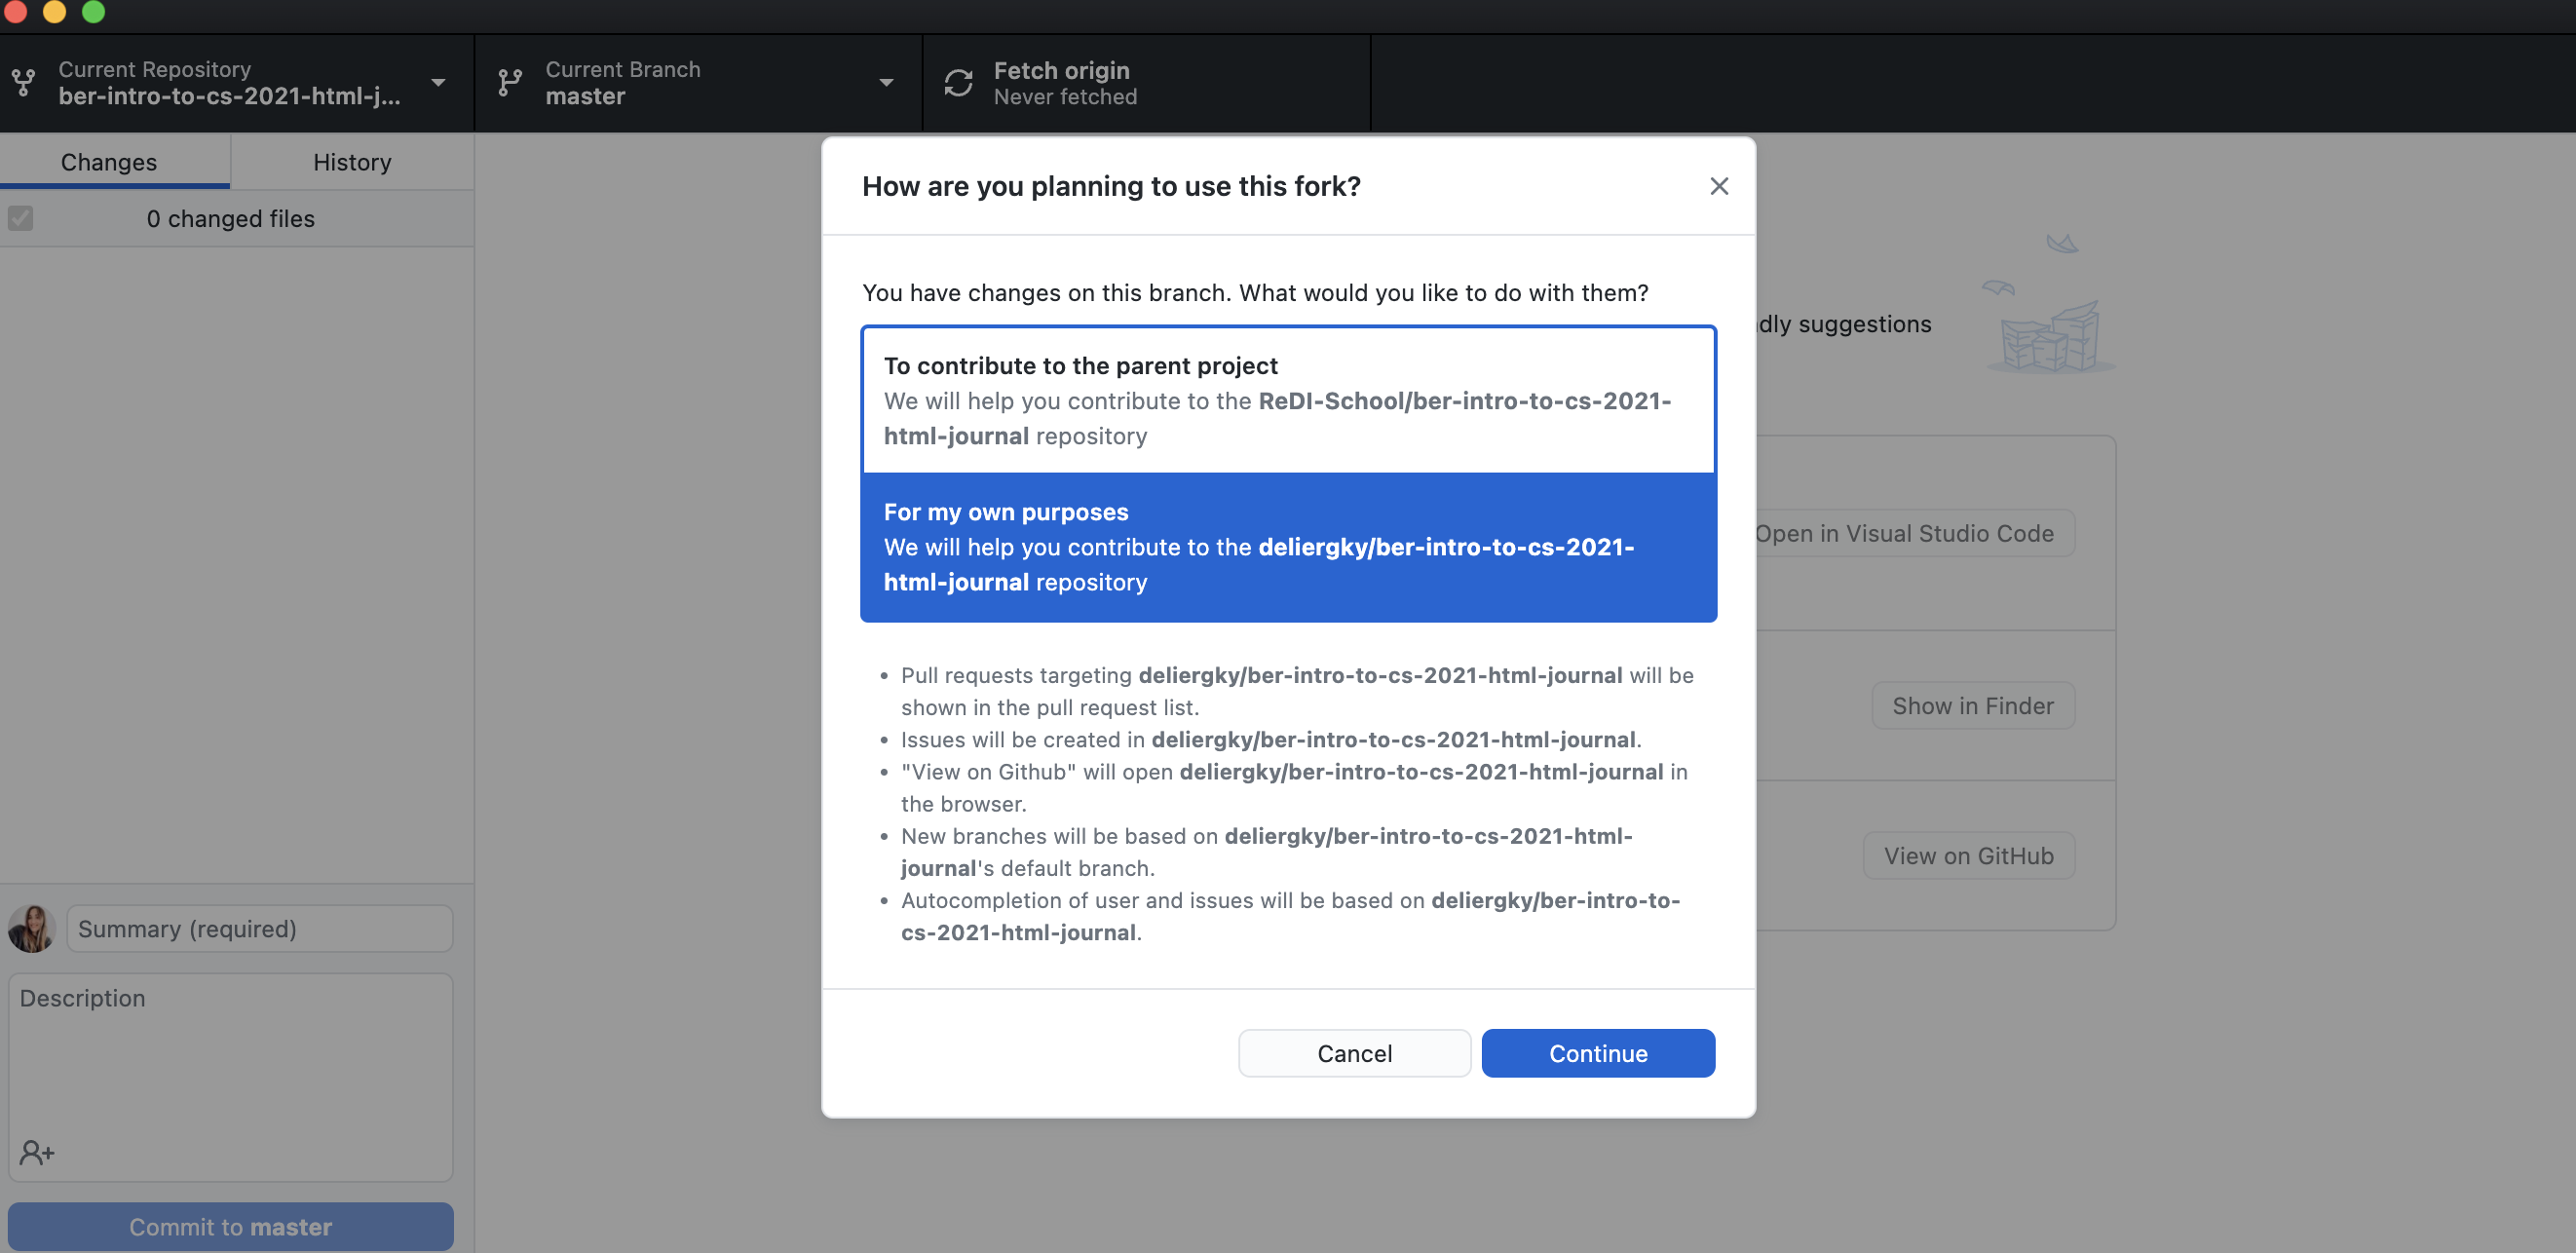 Current Repository
ber-intro-to-cs-2021-html-j...
Current Branch
master
Fetch origin
Never fetched
Changes
History
0 changed files
How are you planning to use this fork?
You have changes on this branch. What would you like to do with them?
To contribute to the parent project
We will help you contribute to the ReDI-School/ber-intro-to-cs-2021-
html-journal repository
For my own purposes
We will help you contribute to the deliergky/ber-intro-to-cs-2021-
html-journal repository
• Pull requests targeting deliergky/ber-intro-to-cs-2021-html-journal will be
shown in the pull request list.
• Issues will be created in deliergky/ber-intro-to-cs-2021-html-journal.
• "View on Github" will open deliergky/ber-intro-to-cs-2021-html-journal in
the browser.
• New branches will be based on deliergky/ber-intro-to-cs-2021-html-
journal's default branch.
• Autocompletion of user and issues will be based on deliergky/ber-intro-to-
cs-2021-html-journal.
Cancel
Continue
suggestions
Open in Visual Studio Code
Show in Finder
View on GitHub
Summary (required)
Description
Commit to master